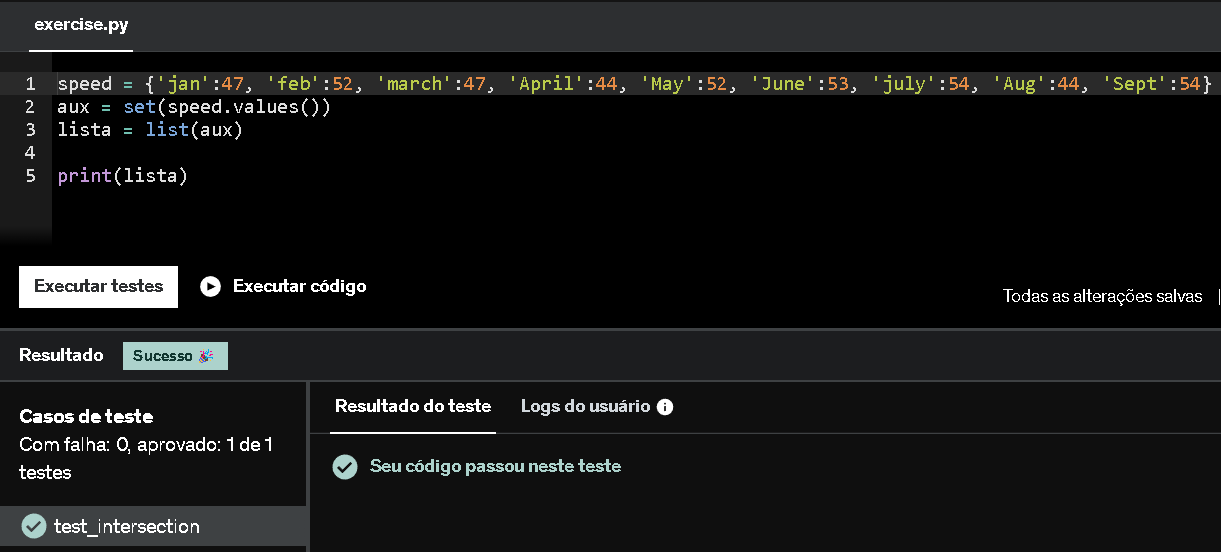 exercise.py
1 speed = {'jan':47, 'feb':52, 'march':47, 'April':44, 'May':52, 'June':53, 'july':54, 'Aug':44, 'Sept':54}
2 aux = set(speed.values())
3 lista = list(aux)
4
5 print(lista)
Executar testes Executar código
Todas as alterações salvas
Resultado Sucesso 🎉
Casos de teste
Com falha: 0, aprovado: 1 de 1
testes
test_intersection
Resultado do teste Logs do usuário
Seu código passou neste teste